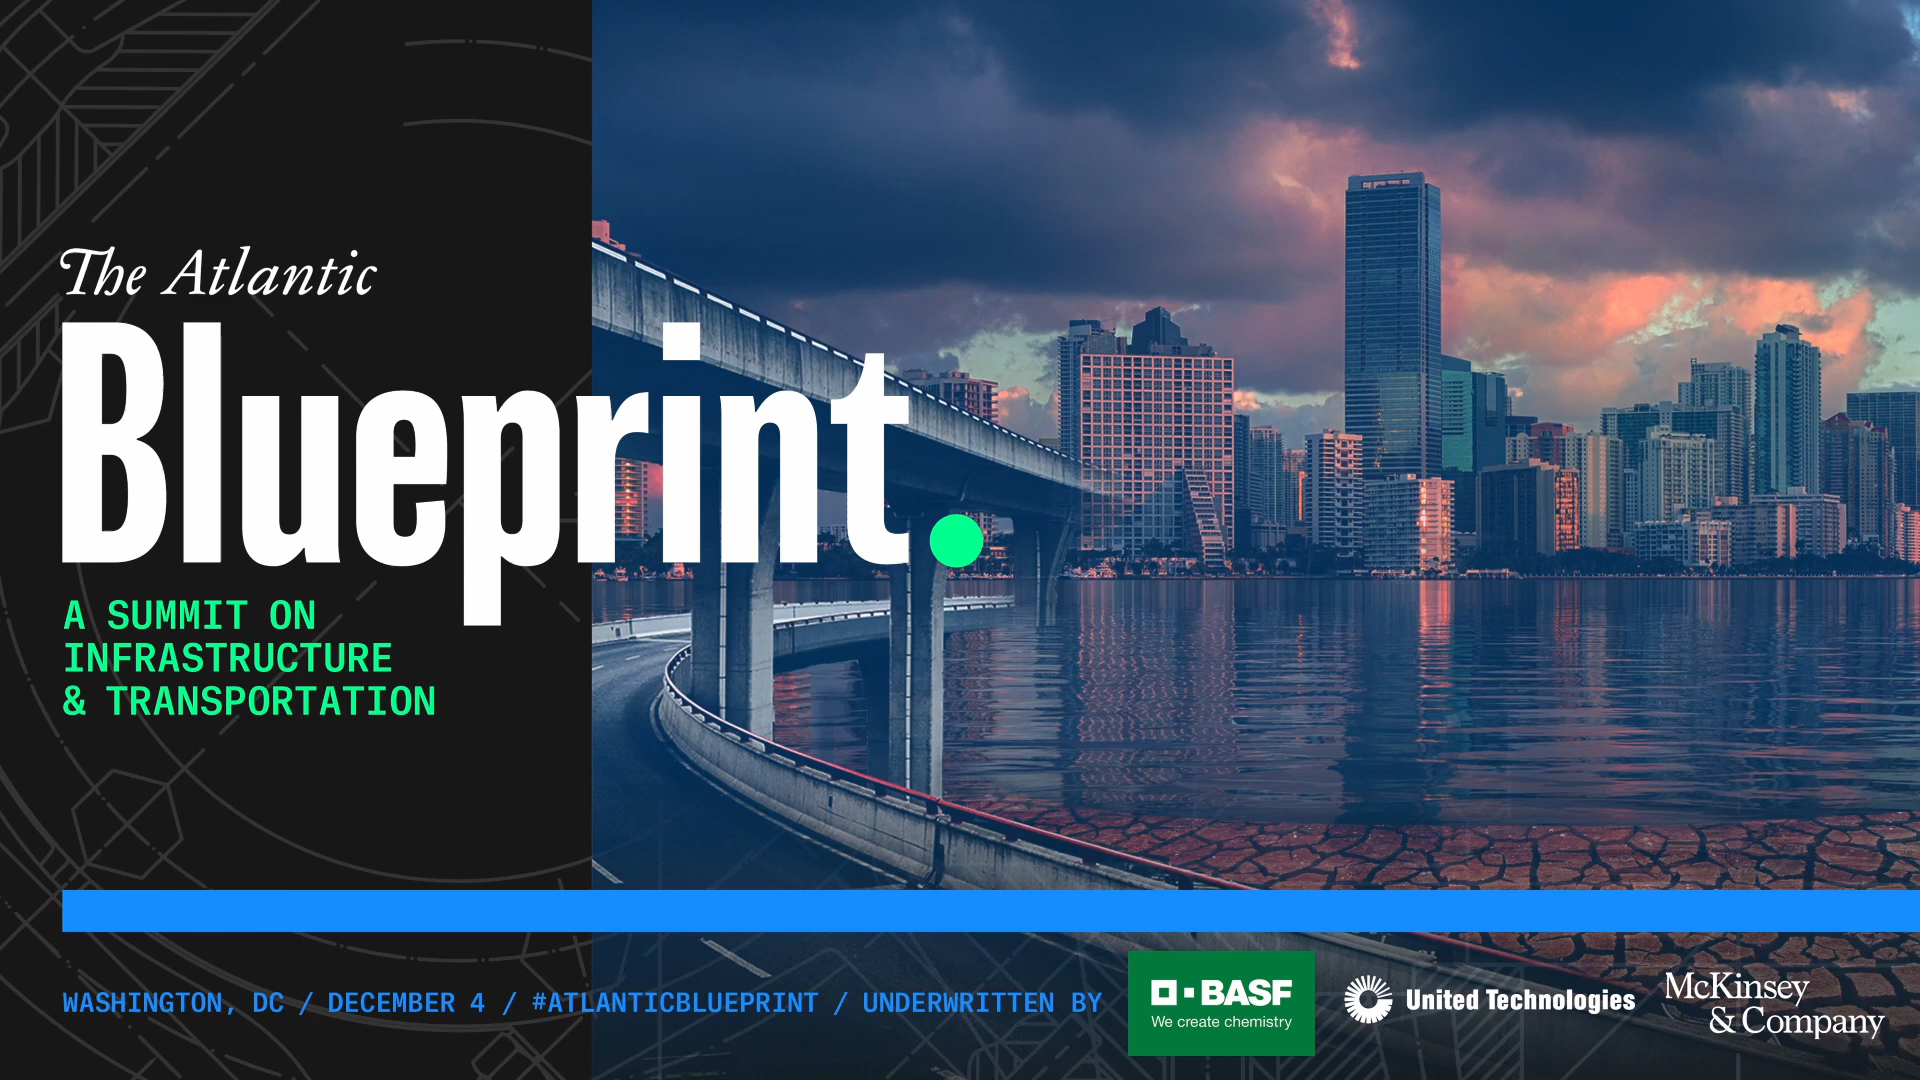 The Atlantic
Blueprint.
A SUMMIT ON
INFRASTRUCTURE
& TRANSPORTATION
WASHINGTON, DC / DECEMBER 4 / #ATLANTICBLUEPRINT / UNDERWRITTEN BY
BASF
We create chemistry
United Technologies
McKinsey
& Company